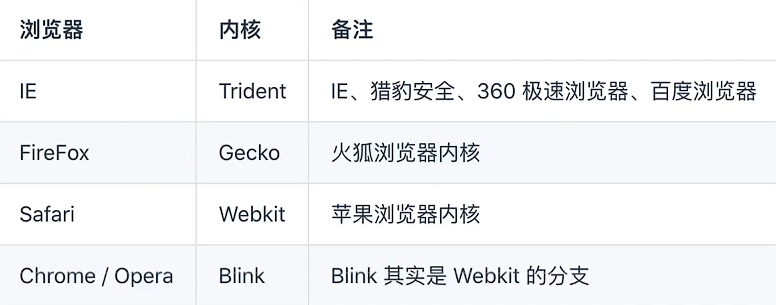 浏览器 内核 备注
IE Trident IE、猎豹安全、360 极速浏览器、百度浏览器
FireFox Gecko 火狐浏览器内核
Safari Webkit 苹果浏览器内核
Chrome / Opera Blink Blink 其实是 Webkit 的分支